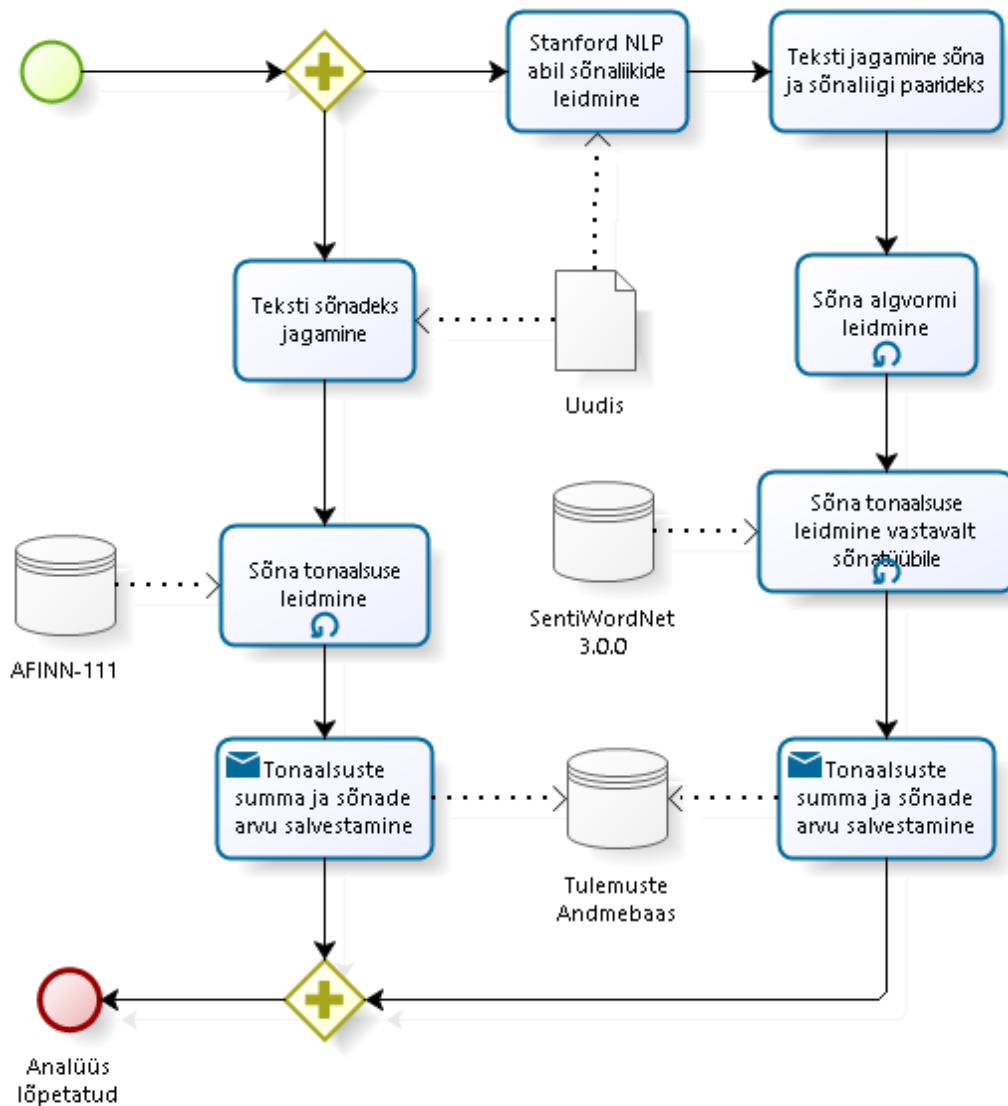 Stanford NLP
abil sõnaliikide
leidmine
Teksti jagamine sõna
ja sõnaliigi paarideks
Teksti sõnadeks
jagamine
Uudis
Sõna algvormi
leidmine
AFINN-111
Sõna tonaalsuse
leidmine
SentiWordNet
3.0.0
Sõna tonaalsuse
leidmine vastavalt
sõnatüübile
Tonaalsuste
summa ja sõnade
arvu salvestamine
Tulemuste
Andmebaas
Tonaalsuste
summa ja sõnade
arvu salvestamine
Analüüs
lõpetatud